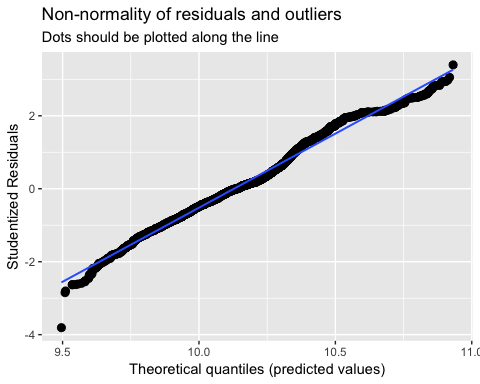 Non-normality of residuals and outliers
Dots should be plotted along the line
Studentized Residuals
2
0
-2
-4
9.5 10.0 10.5 11.0
Theoretical quantiles (predicted values)